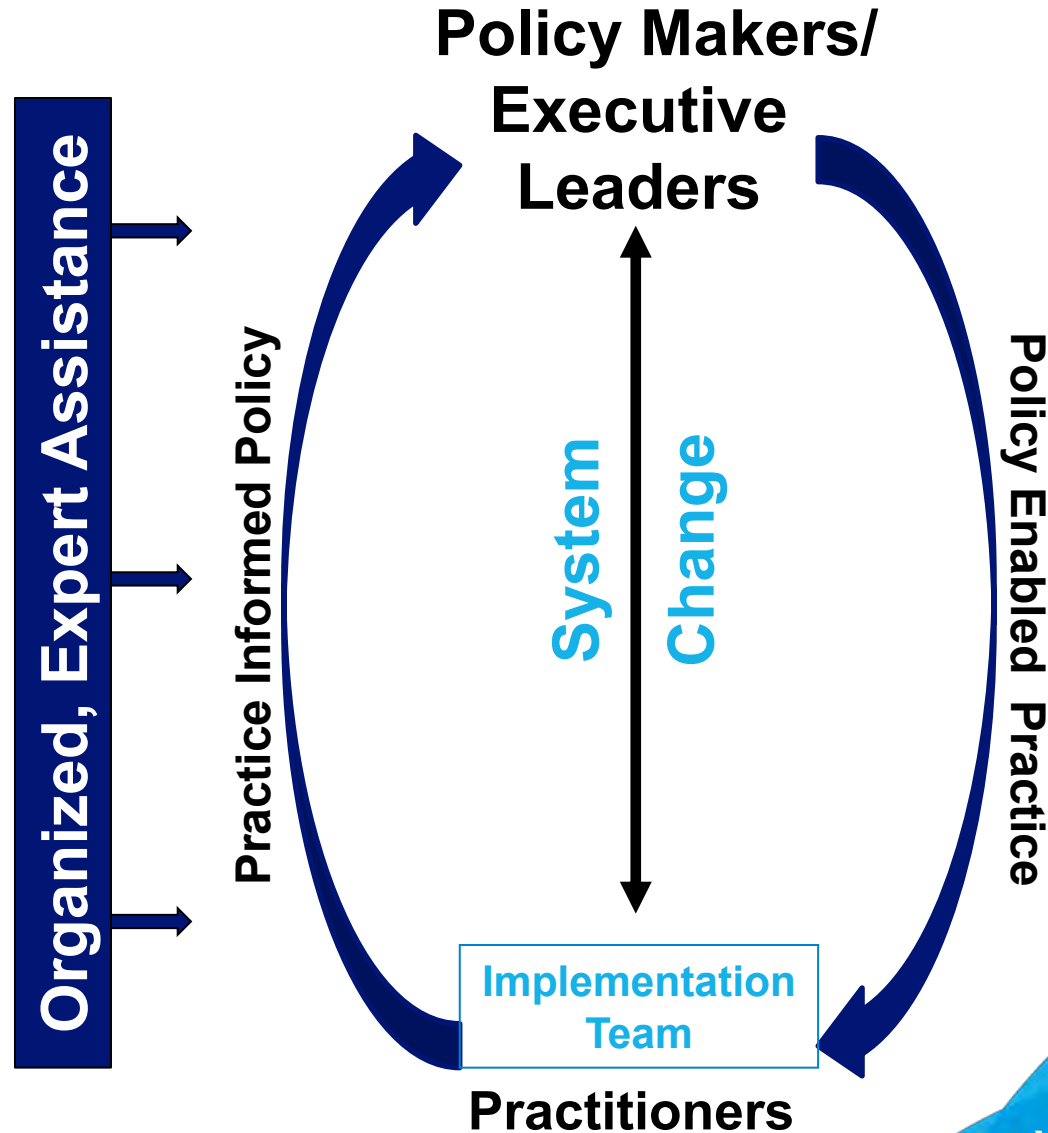 Policy Makers/
Executive
Leaders
Organized, Expert Assistance
Practice Informed Policy
System
Change
Policy Enabled Practice
Implementation
Team
Practitioners